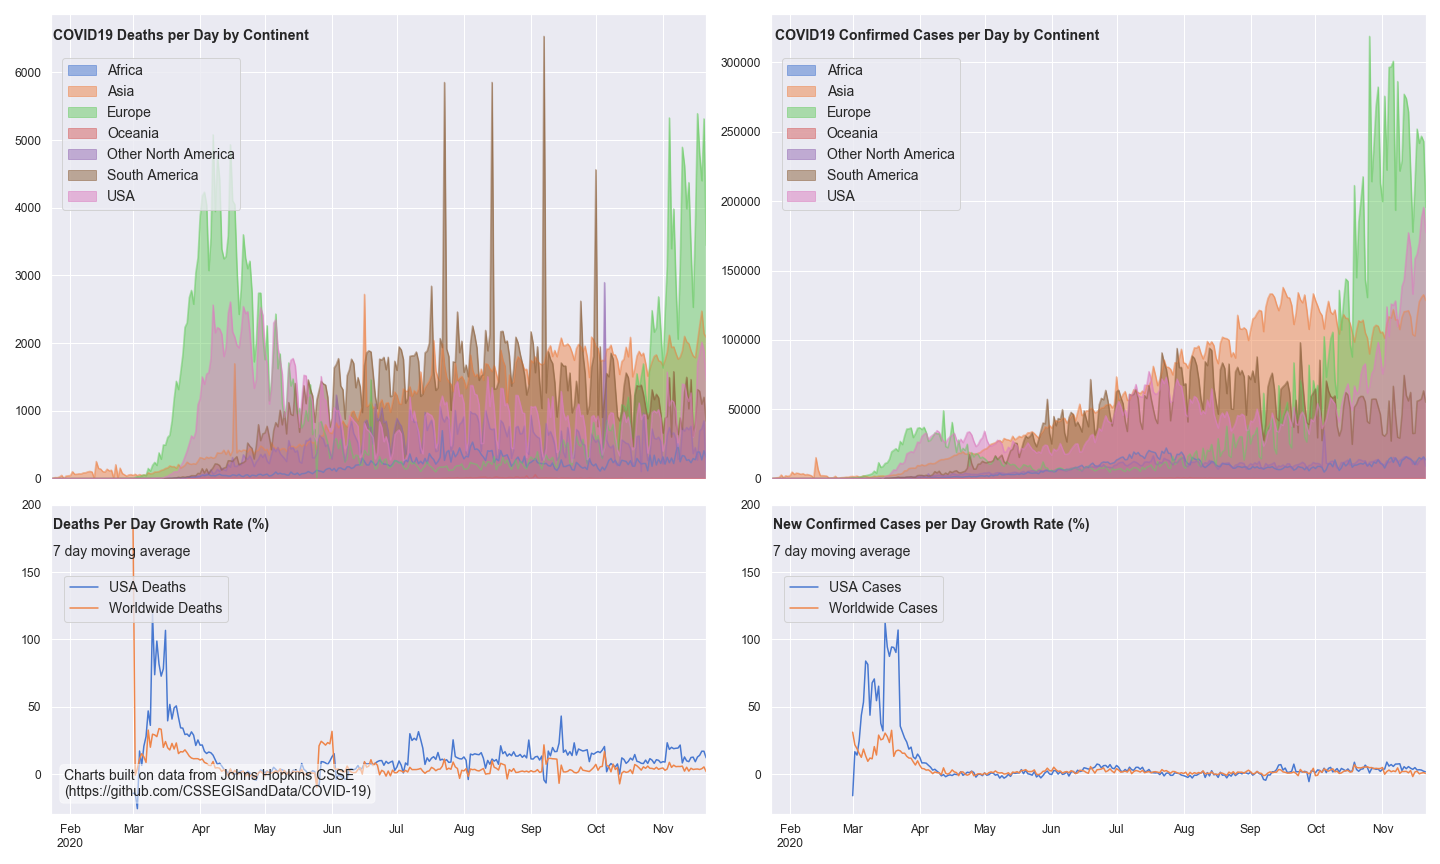 COVID19 Deaths per Day by Continent
Africa
Asia
Europe
Oceania
Other North America
South America
USA
6000
5000
4000
3000
2000
1000
0
COVID19 Confirmed Cases per Day by Continent
Africa
Asia
Europe
Oceania
Other North America
South America
USA
300000
250000
200000
150000
100000
50000
0
Deaths Per Day Growth Rate (%)
7 day moving average
USA Deaths
Worldwide Deaths
200
150
100
50
0
Charts built on data from Johns Hopkins CSSE
(https://github.com/CSSEGISandData/COVID-19)
Feb Mar Apr May Jun Jul Aug Sep Oct Nov
2020
New Confirmed Cases per Day Growth Rate (%)
7 day moving average
USA Cases
Worldwide Cases
200
150
100
50
0
Feb Mar Apr May Jun Jul Aug Sep Oct Nov
2020